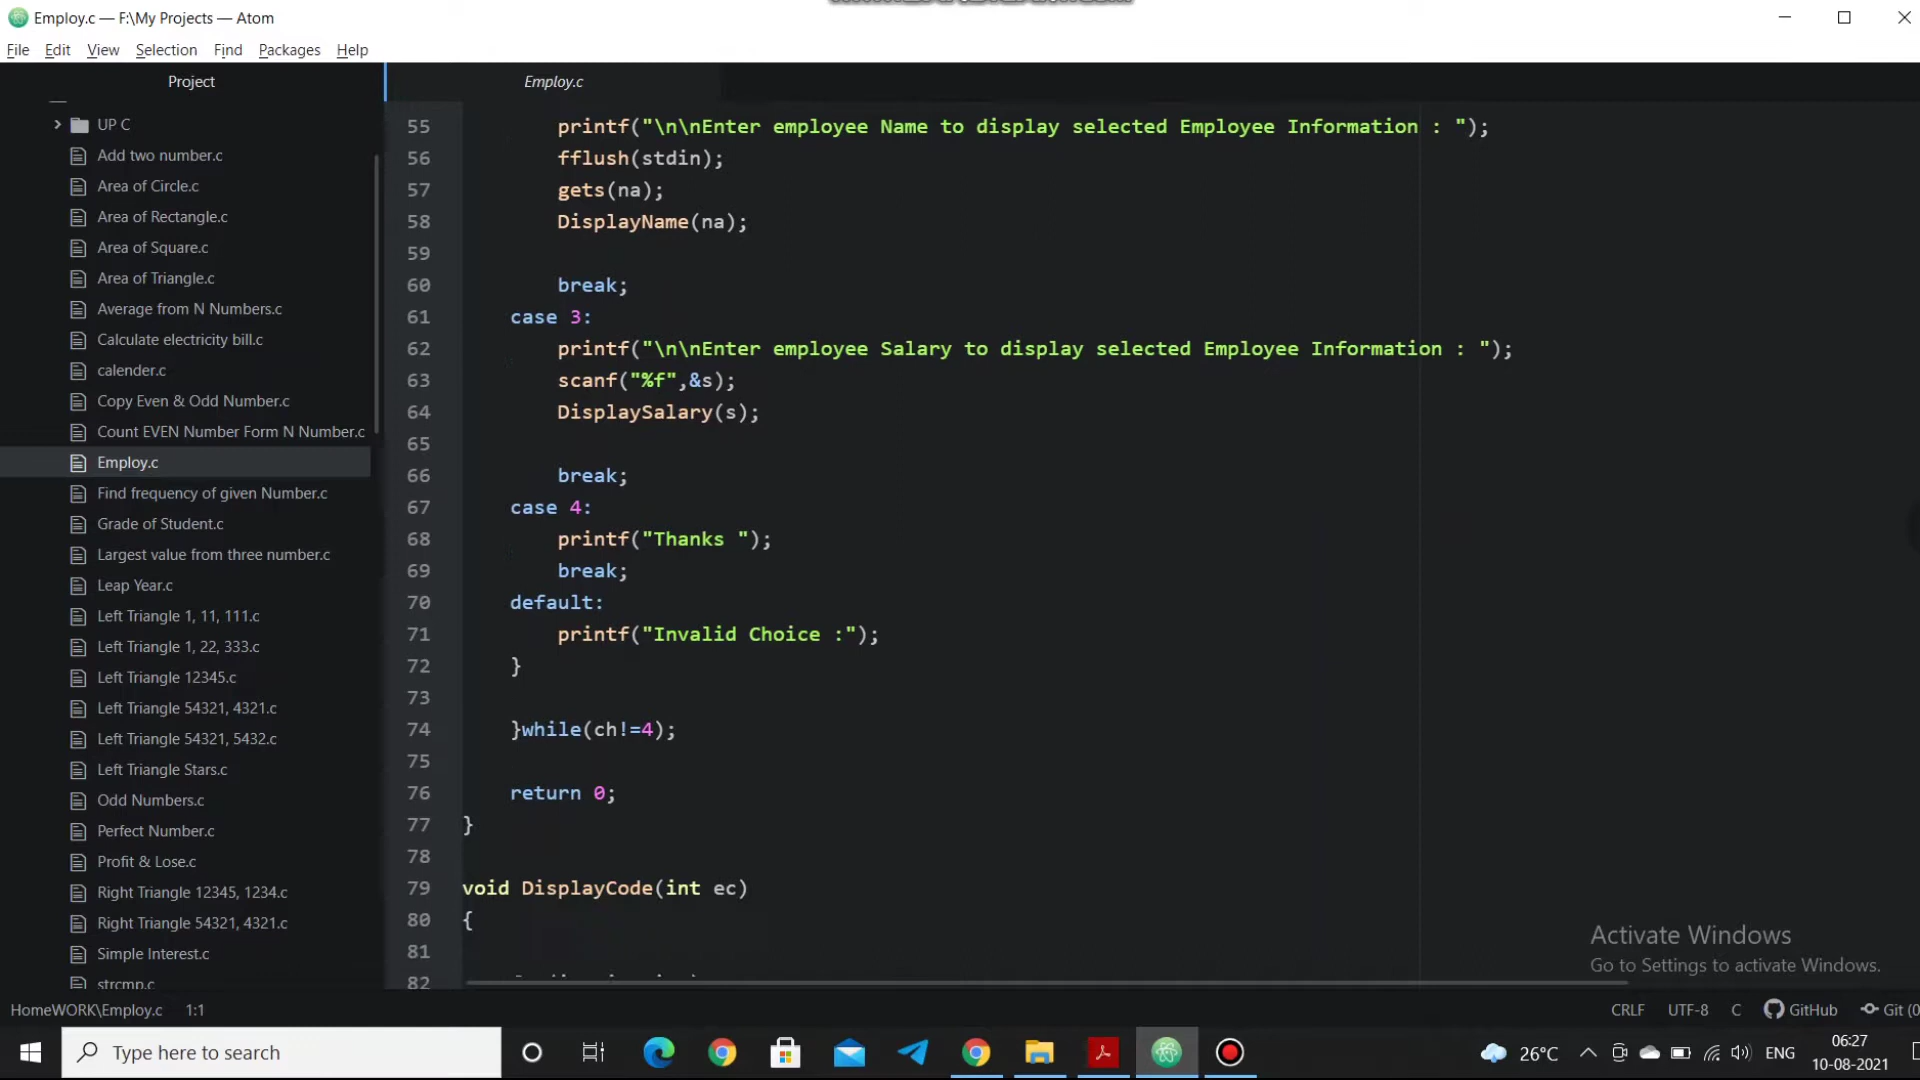 Employ.c — F:\My Projects — Atom
File Edit View Selection Find Packages Help
Project
Employ.c
UP C
Add two number.c
Area of Circle.c
Area of Rectangle.c
Area of Square.c
Area of Triangle.c
Average from N Numbers.c
Calculate electricity bill.c
calender.c
Copy Even & Odd Number.c
Count EVEN Number Form N Number.c
Employ.c
Find frequency of given Number.c
Grade of Student.c
Largest value from three number.c
Leap Year.c
Left Triangle 1, 11, 111.c
Left Triangle 1, 22, 333.c
Left Triangle 12345.c
Left Triangle 54321, 4321.c
Left Triangle 54321, 5432.c
Left Triangle Stars.c
Odd Numbers.c
Perfect Number.c
Profit & Lose.c
Right Triangle 12345, 1234.c
Right Triangle 54321, 4321.c
Simple Interest.c
strcmp.c
55 printf("\n\nEnter employee Name to display selected Employee Information : ");
56 fflush(stdin);
57 gets(na);
58 DisplayName(na);
59
60 break;
61 case 3:
62 printf("\n\nEnter employee Salary to display selected Employee Information : ");
63 scanf("%f",&s);
64 DisplaySalary(s);
65
66 break;
67 case 4:
68 printf("Thanks ");
69 break;
70 default:
71 printf("Invalid Choice :");
72 }
73
74 }while(ch!=4);
75
76 return 0;
77 }
78
79 void DisplayCode(int ec)
80 {
81
82
Activate Windows
Go to Settings to activate Windows.
HomeWORK\Employ.c 1:1
CRLF UTF-8 C GitHub Git (0
Type here to search
26°C ENG
06:27
10-08-2021